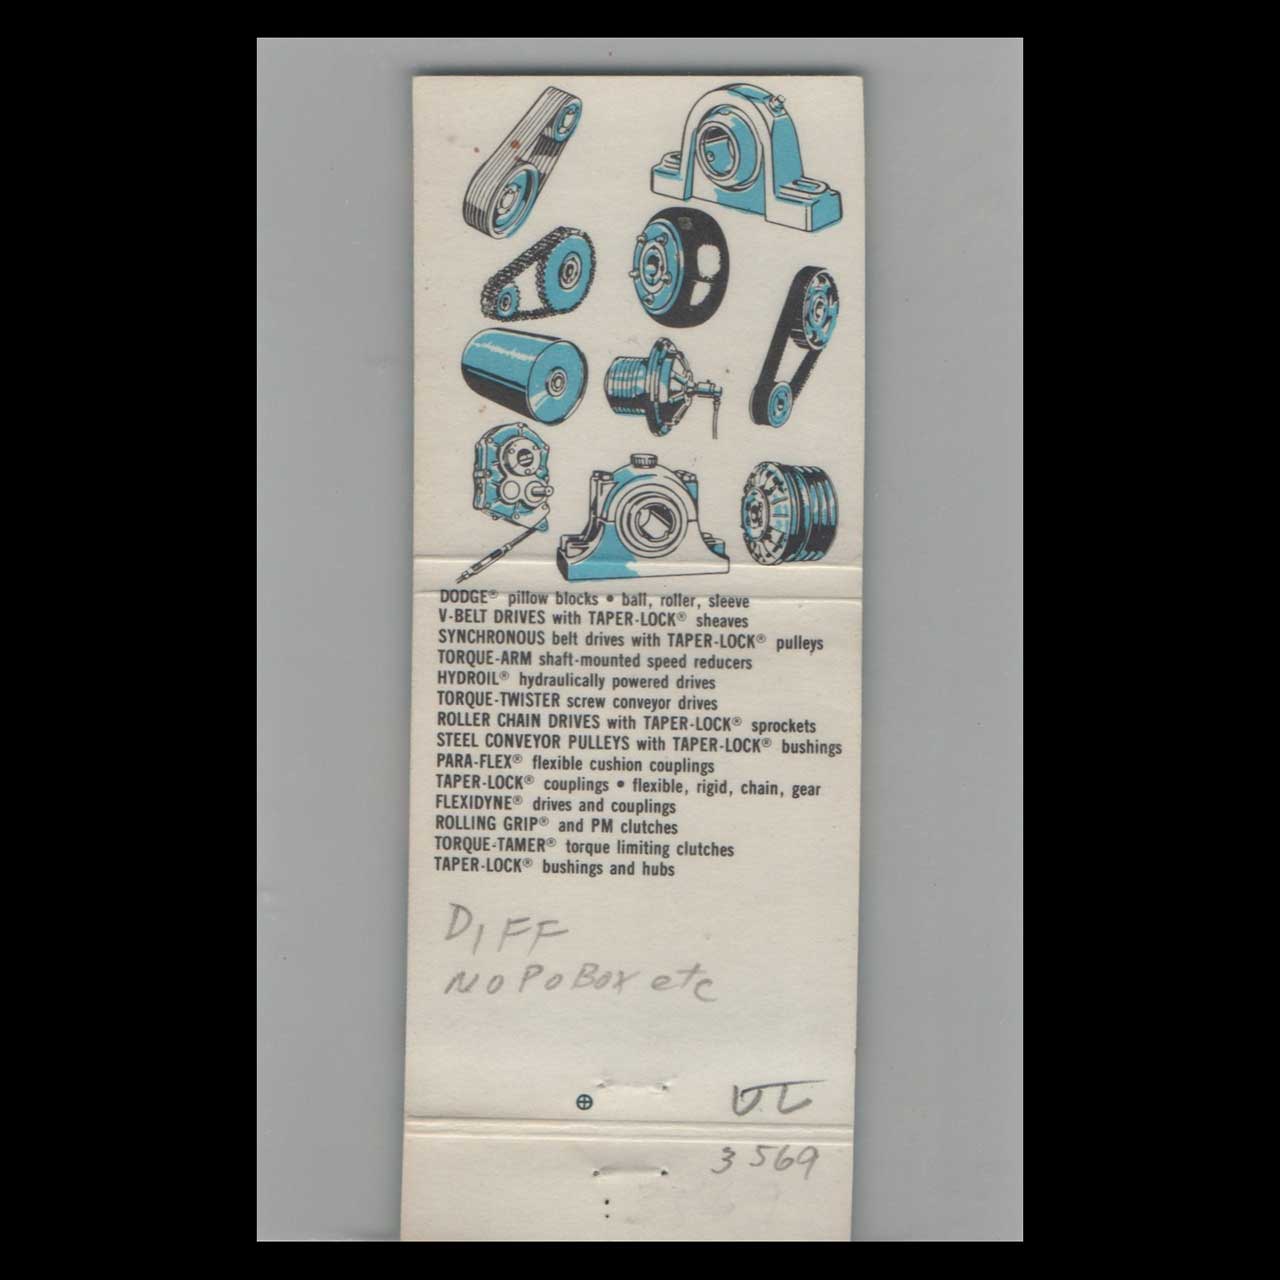 DODGE® pillow blocks • ball, roller, sleeve
V-BELT DRIVES with TAPER-LOCK® sheaves
SYNCHRONOUS belt drives with TAPER-LOCK® pulleys
TORQUE-ARM shaft-mounted speed reducers
HYDROIL® hydraulically powered drives
TORQUE-TWISTER screw conveyor drives
ROLLER CHAIN DRIVES with TAPER-LOCK® sprockets
STEEL CONVEYOR PULLEYS with TAPER-LOCK® bushings
PARA-FLEX® flexible cushion couplings
TAPER-LOCK® couplings • flexible, rigid, chain, gear
FLEXIDYNE® drives and couplings
ROLLING GRIP® and PM clutches
TORQUE-TAMER® torque limiting clutches
TAPER-LOCK® bushings and hubs
DIFF
NO PO BOX etc
3569